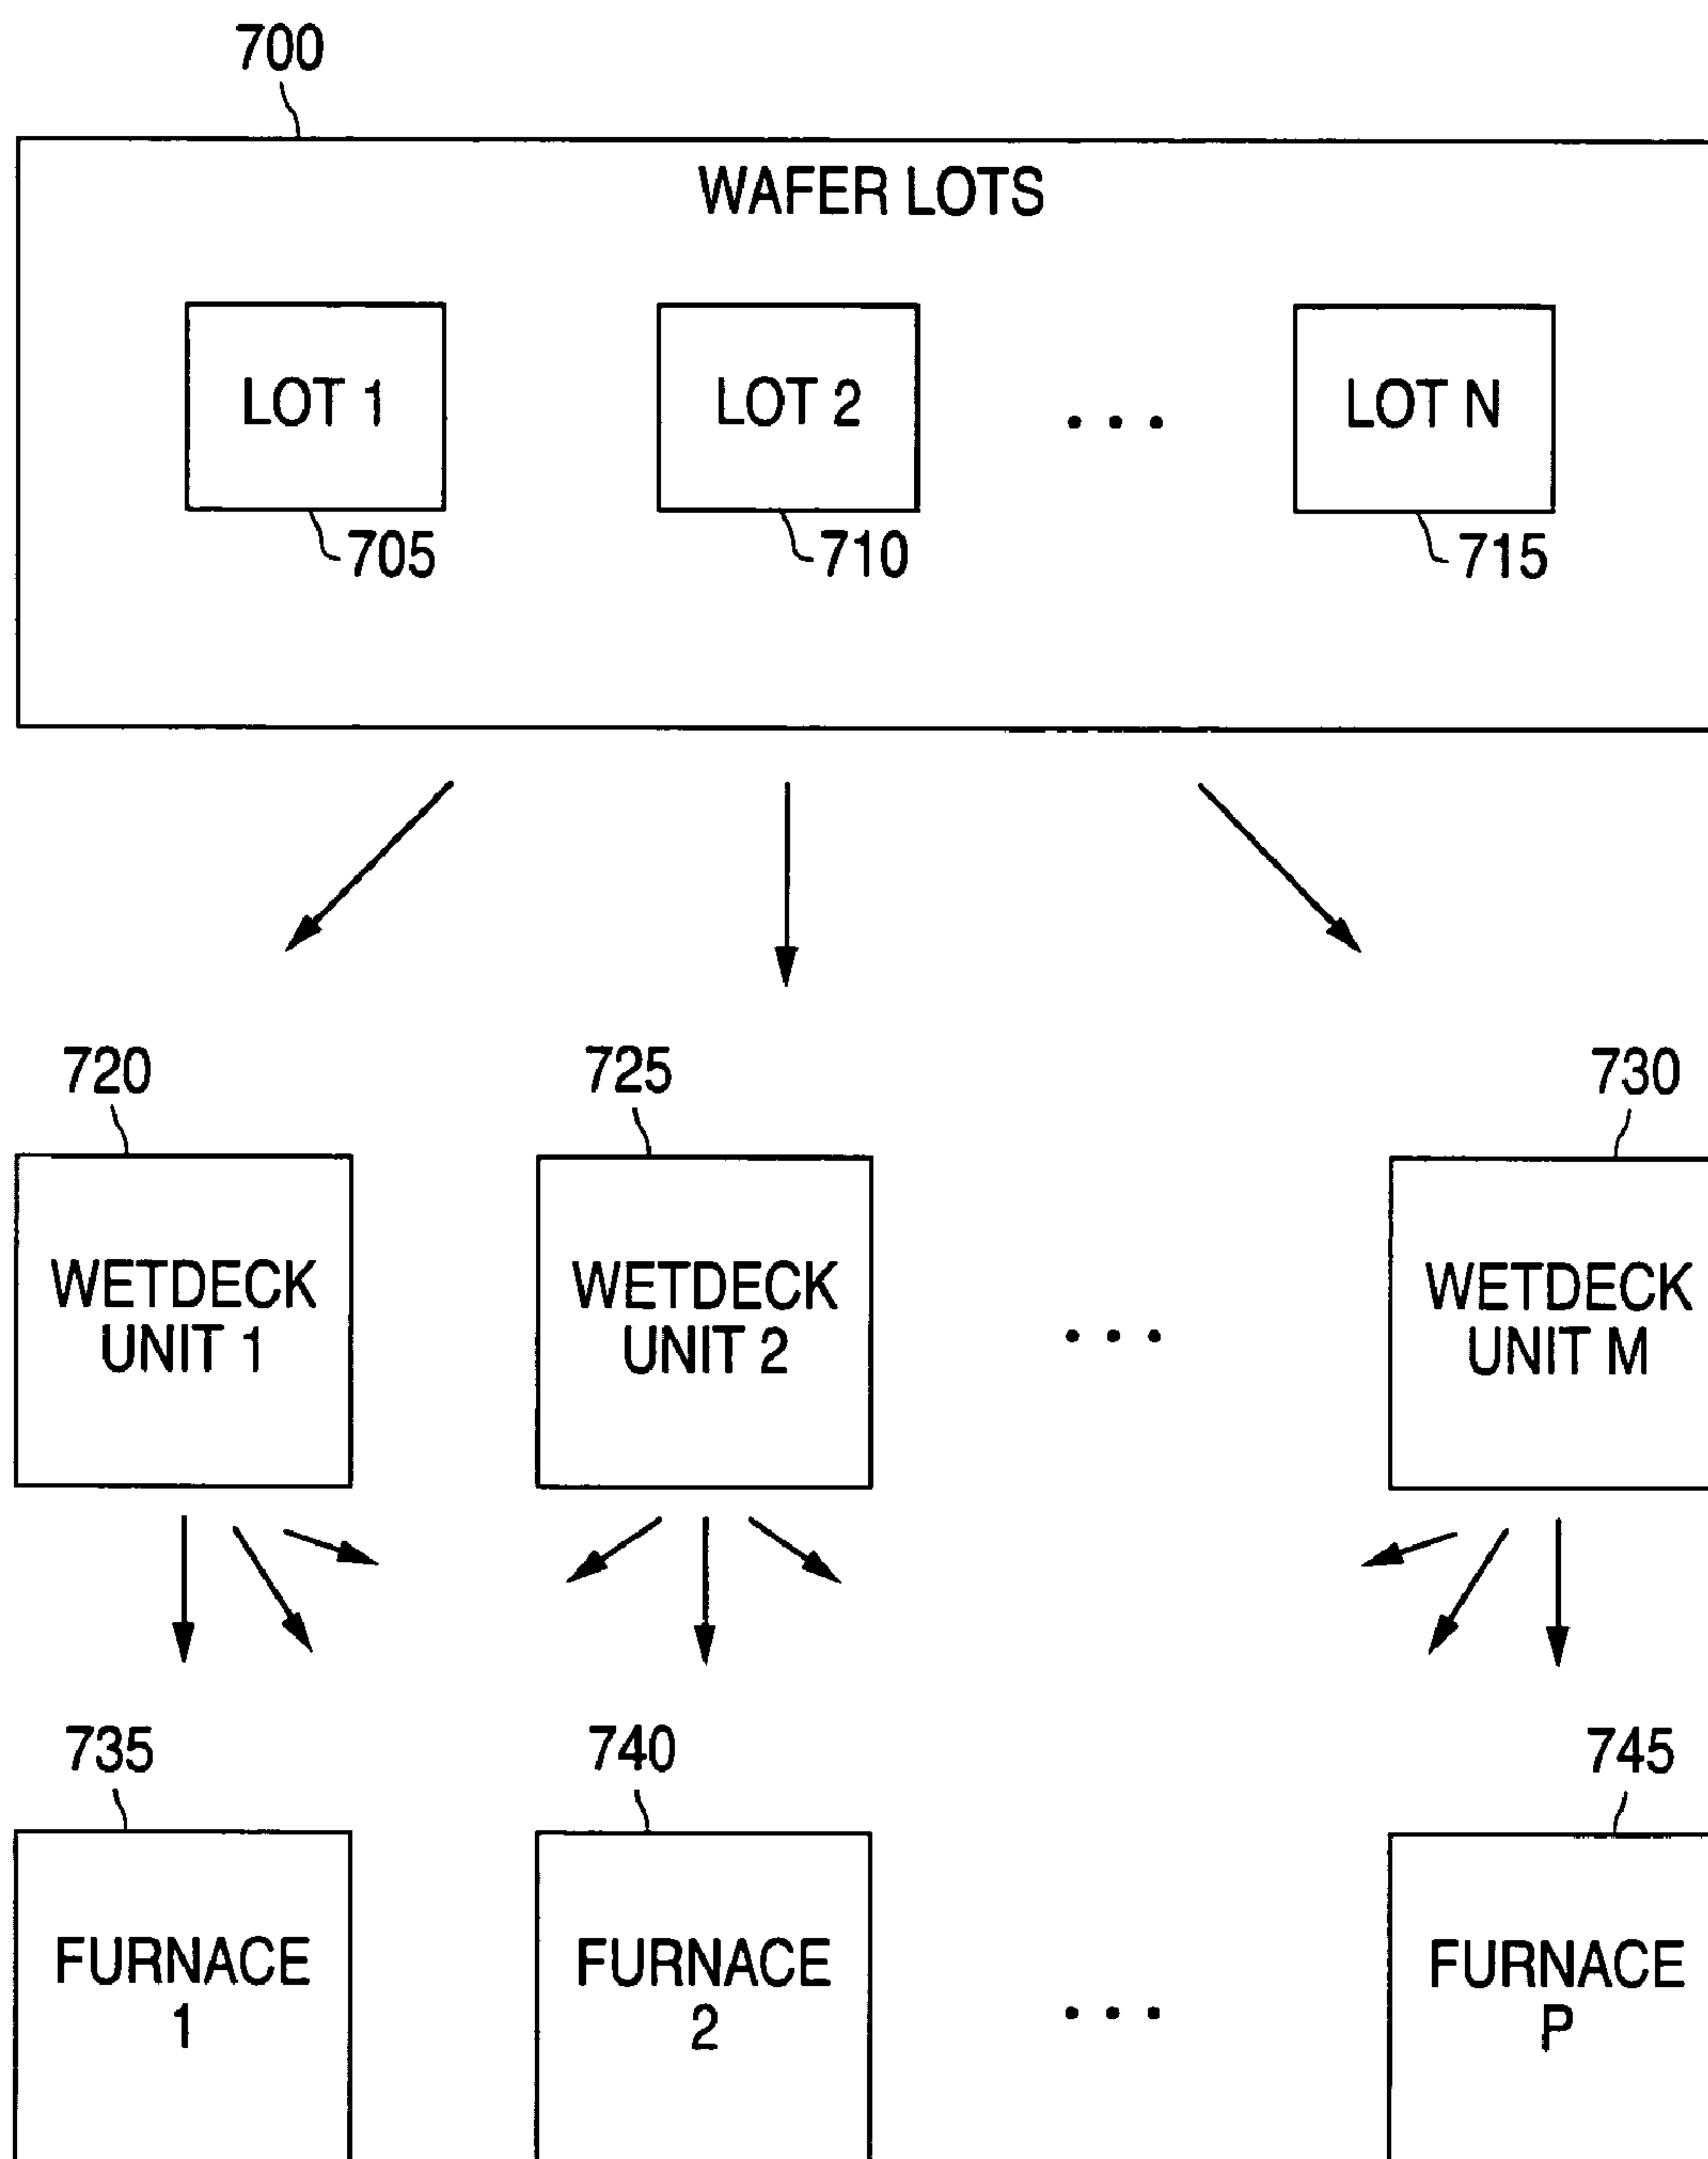 700
WAFER LOTS
LOT 1
LOT 2
. . .
LOT N
705
710
715
720
725
730
WETDECK
UNIT 1
WETDECK
UNIT 2
. . .
WETDECK
UNIT M
735
740
745
FURNACE
1
FURNACE
2
. . .
FURNACE
P